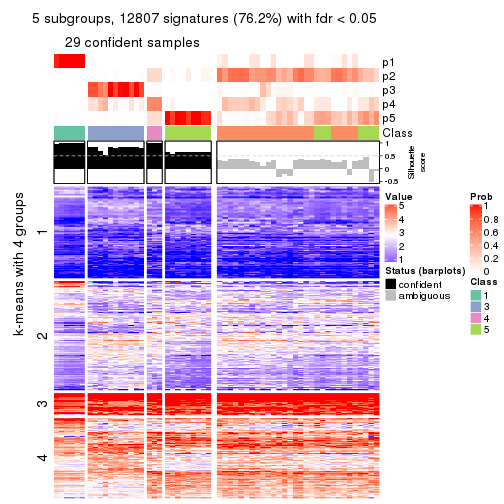 5 subgroups, 12807 signatures (76.2%) with fdr < 0.05
29 confident samples
p1
p2
p3
p4
p5
Class
1
0.5
0
-0.5
Silhouette
score
k-means with 4 groups
1
2
3
4
Value
5
4
3
2
1
Status (barplots)
confident
ambiguous
Prob
1
0.8
0.6
0.4
0.2
0
Class
1
3
4
5